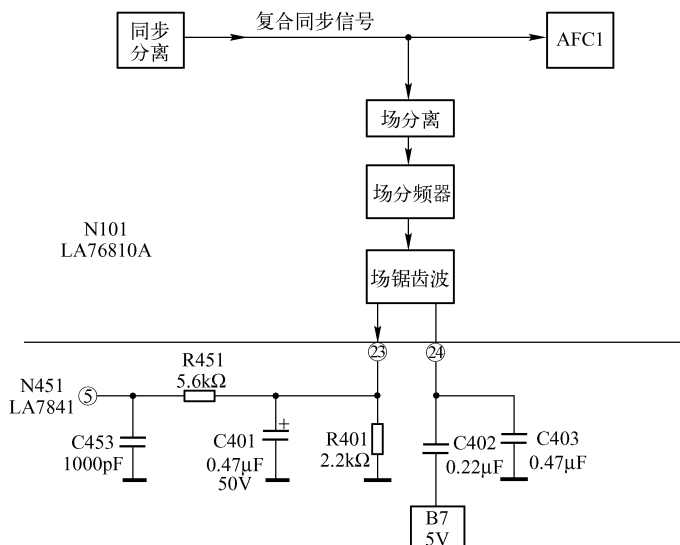 同步
分离
复合同步信号
AFC1
场分离
场分频器
N101
LA76810A
场锯齿波
23
24
N451
LA7841
5
R451
5.6kΩ
C453
1000pF
C401
0.47μF
50V
+
R401
2.2kΩ
C402
0.22μF
C403
0.47μF
B7
5V